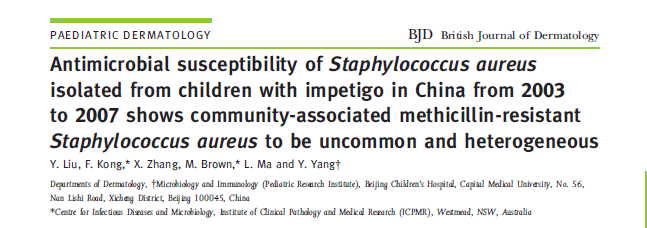 PAEDIATRIC DERMATOLOGY BJD British Journal of Dermatology
Antimicrobial susceptibility of Staphylococcus aureus
isolated from children with impetigo in China from 2003
to 2007 shows community-associated methicillin-resistant
Staphylococcus aureus to be uncommon and heterogeneous
Y. Liu, F. Kong,* X. Zhang, M. Brown,* L. Ma and Y. Yang†
Departments of Dermatology, †Microbiology and Immunology (Pediatric Research Institute), Beijing Children's Hospital, Capital Medical University, No. 56,
Nan Lishi Road, Xicheng District, Beijing 100045, China
*Centre for Infectious Diseases and Microbiology, Institute of Clinical Pathology and Medical Research (ICPMR), Westmead, NSW, Australia